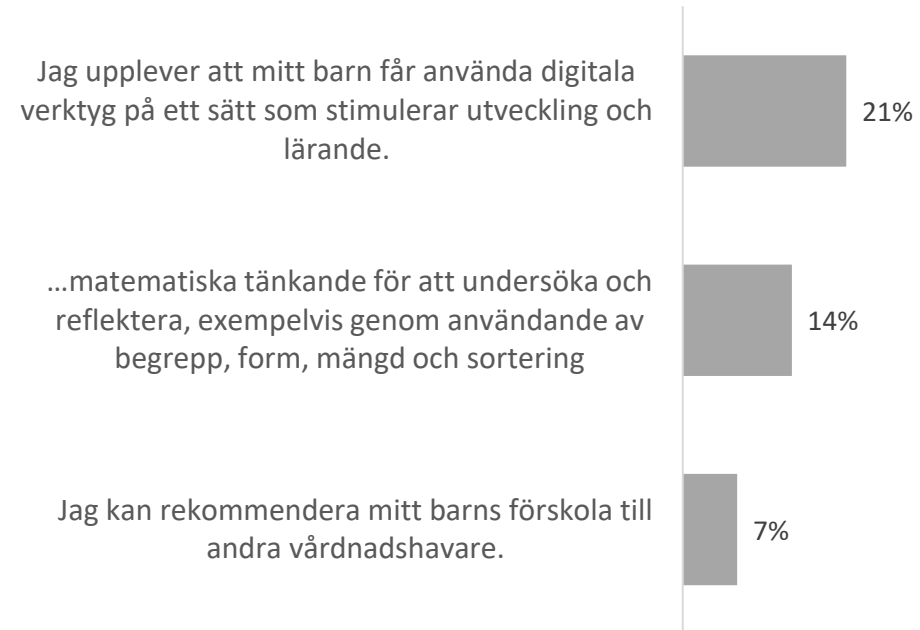 Jag upplever att mitt barn får använda digitala
verktyg på ett sätt som stimulerar utveckling och
lärande.
21%
…matematiska tänkande för att undersöka och
reflektera, exempelvis genom användande av
begrepp, form, mängd och sortering
14%
Jag kan rekommendera mitt barns förskola till
andra vårdnadshavare.
7%